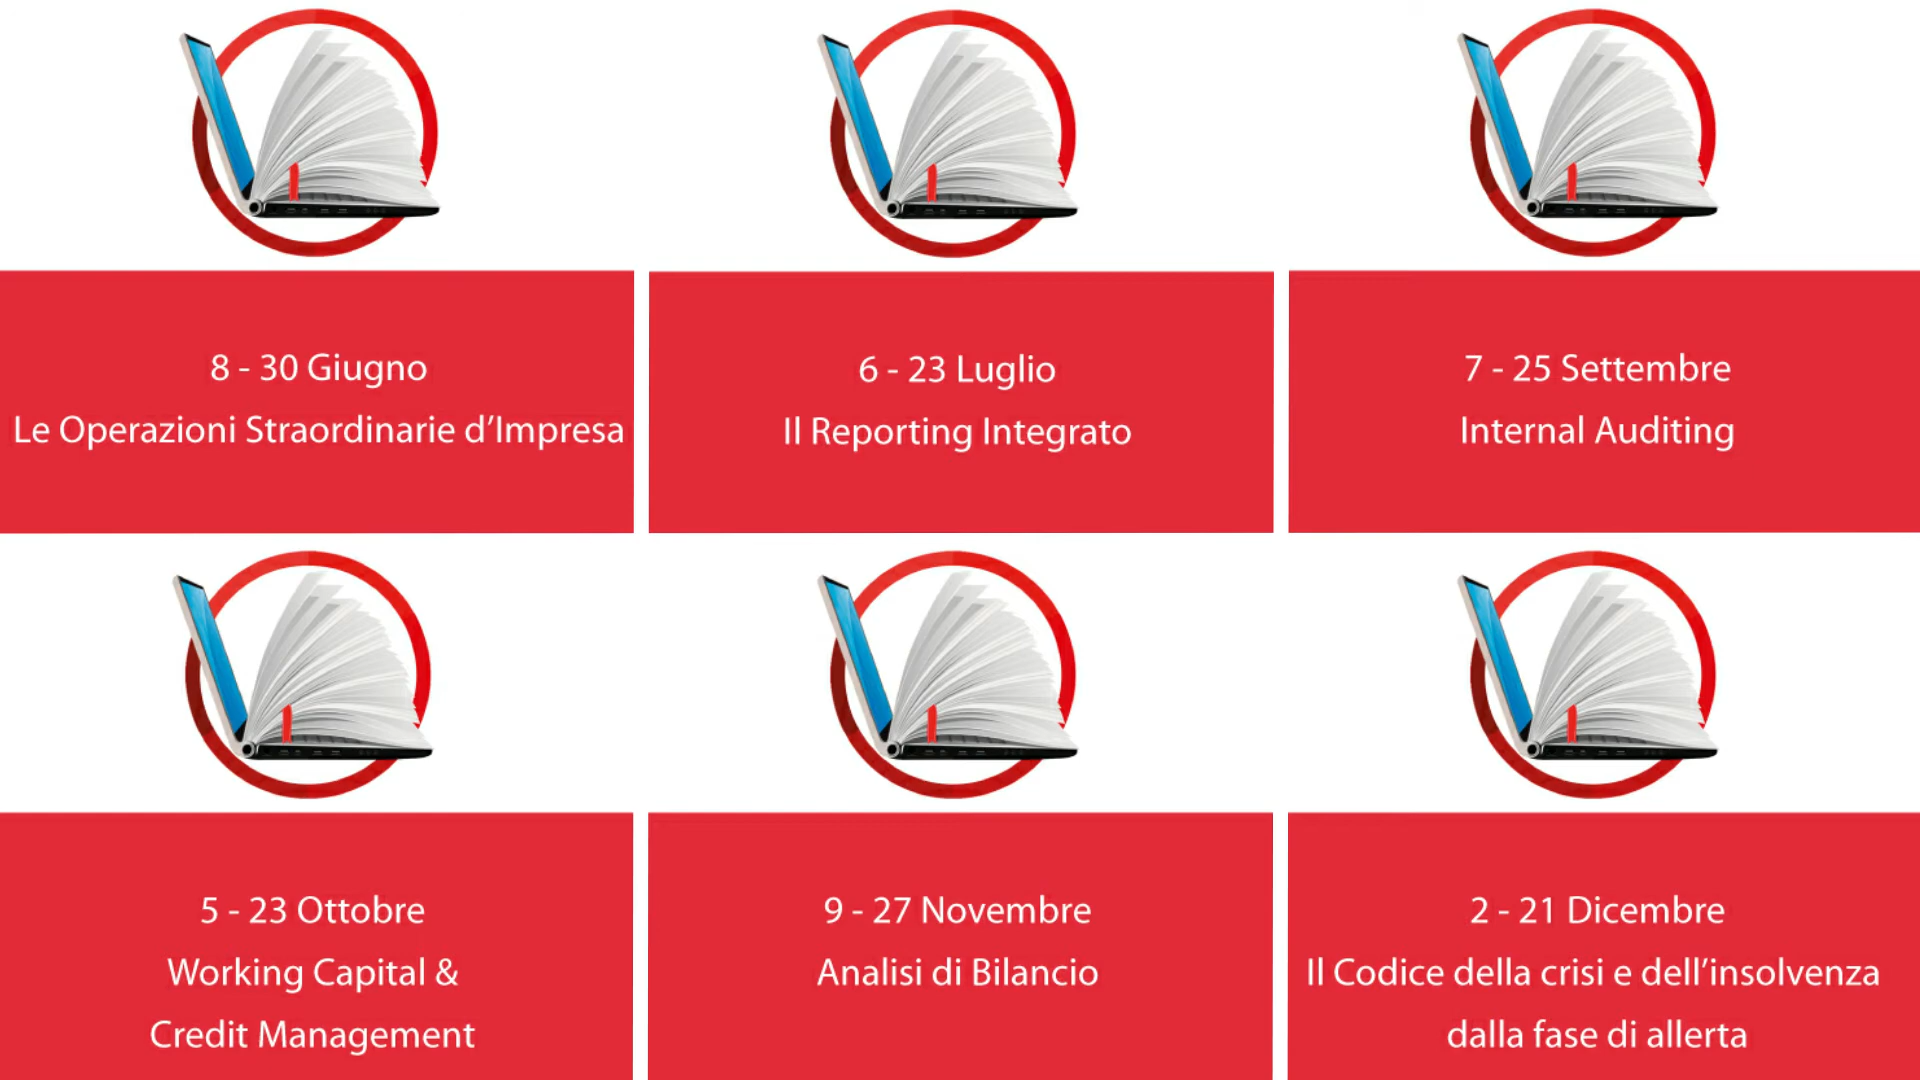 8 - 30 Giugno
Le Operazioni Straordinarie d’Impresa
6 - 23 Luglio
Il Reporting Integrato
7 - 25 Settembre
Internal Auditing
5 - 23 Ottobre
Working Capital &
Credit Management
9 - 27 Novembre
Analisi di Bilancio
2 - 21 Dicembre
Il Codice della crisi e dell’insolvenza
dalla fase di allerta